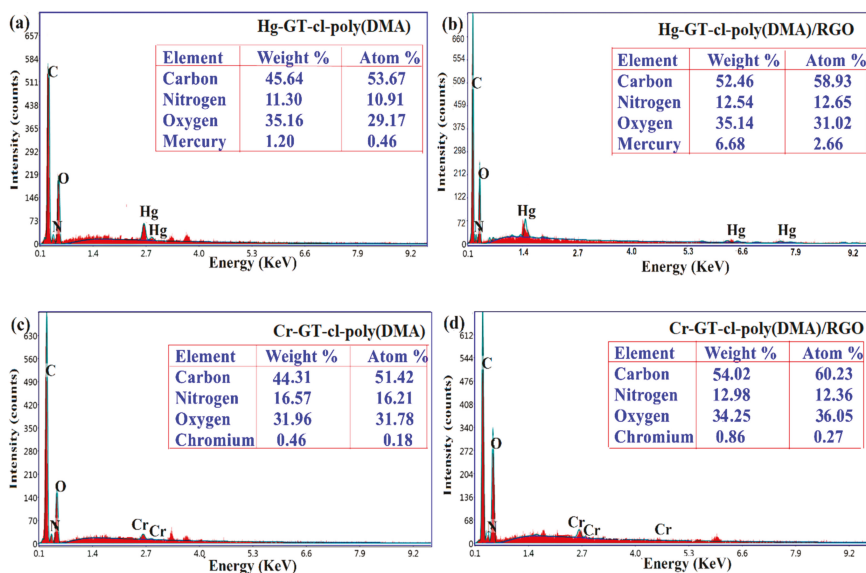 (a)
Hg-GT-cl-poly(DMA)
Element Weight % Atom %
Carbon 45.64 53.67
Nitrogen 11.30 10.91
Oxygen 35.16 29.17
Mercury 1.20 0.46
Intensity (counts)
657
584
511
438
365
292
219
146
73
0
C
O
N
Hg
Hg
0.1 1.4 2.7 4.0 5.3 6.6 7.9 9.2
Energy (KeV)
(b)
Hg-GT-cl-poly(DMA)/RGO
Element Weight % Atom %
Carbon 52.46 58.93
Nitrogen 12.54 12.65
Oxygen 35.14 31.02
Mercury 6.68 2.66
Intensity (counts)
660
574
509
459
375
298
212
142
72
0
C
O
N
Hg
Hg
Hg
0.1 1.4 2.7 4.0 5.3 6.6 7.9 9.2
Energy (KeV)
(c)
Cr-GT-cl-poly(DMA)
Element Weight % Atom %
Carbon 44.31 51.42
Nitrogen 16.57 16.21
Oxygen 31.96 31.78
Chromium 0.46 0.18
Intensity (counts)
630
560
490
420
350
280
210
140
70
0
C
O
N
Cr
Cr
0.1 1.4 2.7 4.0 5.3 6.6 7.9 9.2
Energy (KeV)
(d)
Cr-GT-cl-poly(DMA)/RGO
Element Weight % Atom %
Carbon 54.02 60.23
Nitrogen 12.98 12.36
Oxygen 34.25 36.05
Chromium 0.86 0.27
Intensity (counts)
612
544
476
408
340
272
204
136
68
0
C
O
N
Cr
Cr
Cr
0.1 1.4 2.7 4.0 5.3 6.6 7.9 9.2
Energy (KeV)